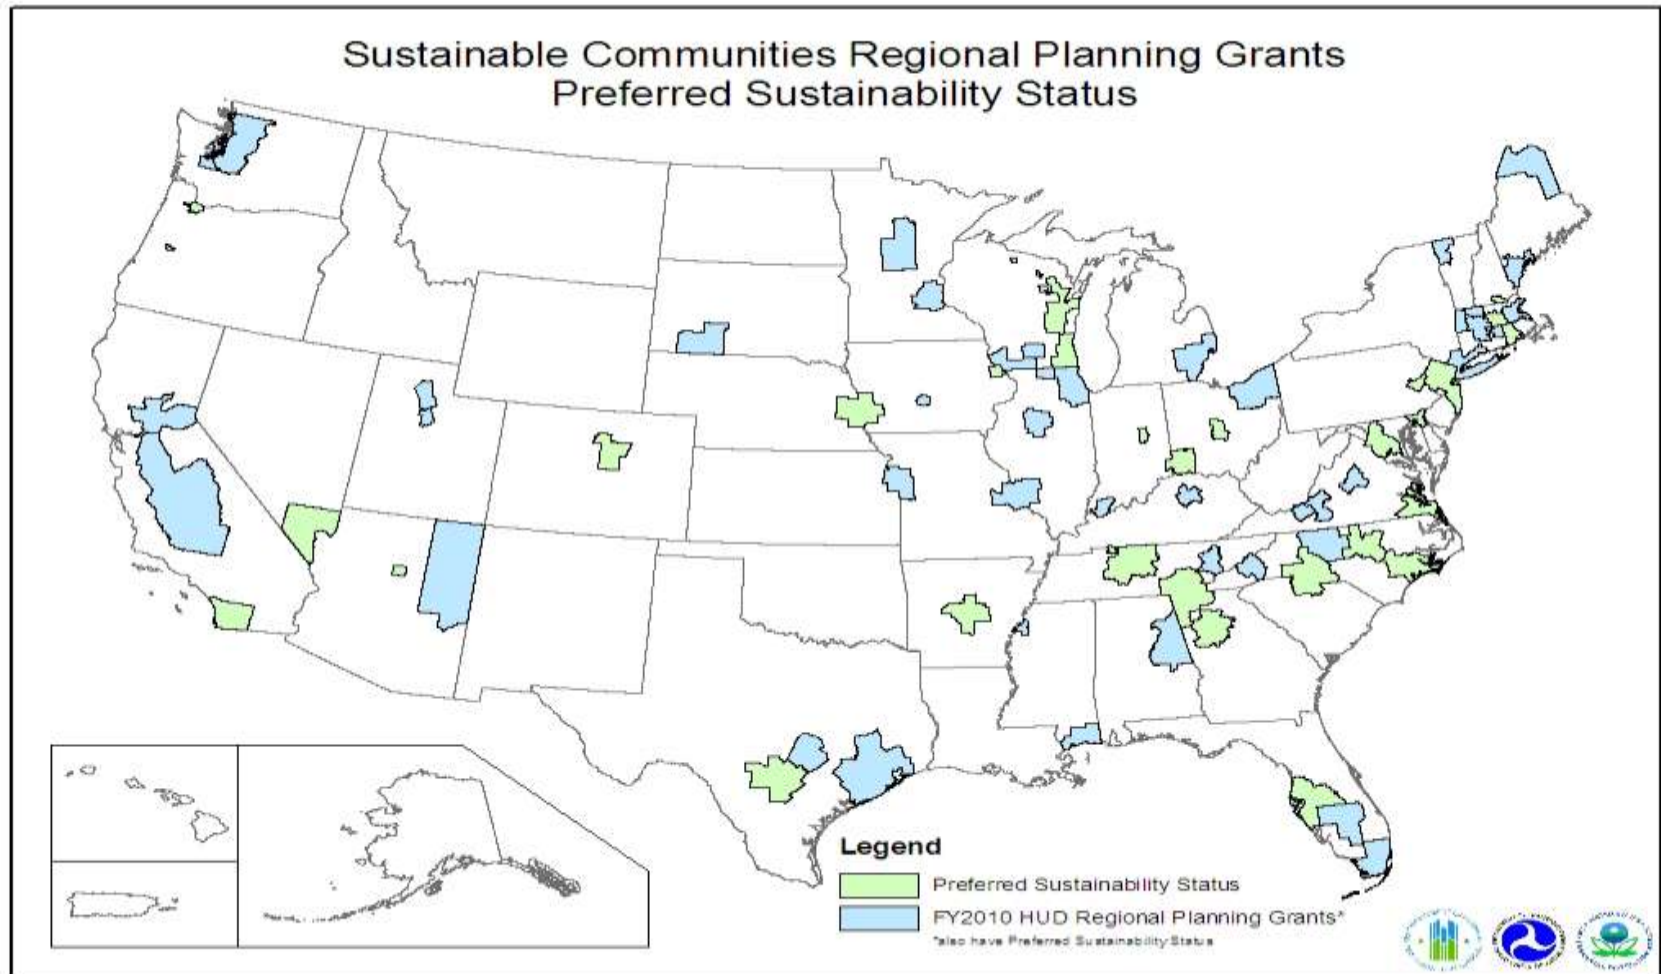 Sustainable Communities Regional Planning Grants
Preferred Sustainability Status
Legend
Preferred Sustainability Status
FY2010 HUD Regional Planning Grants*
*also have Preferred Sustainability Status